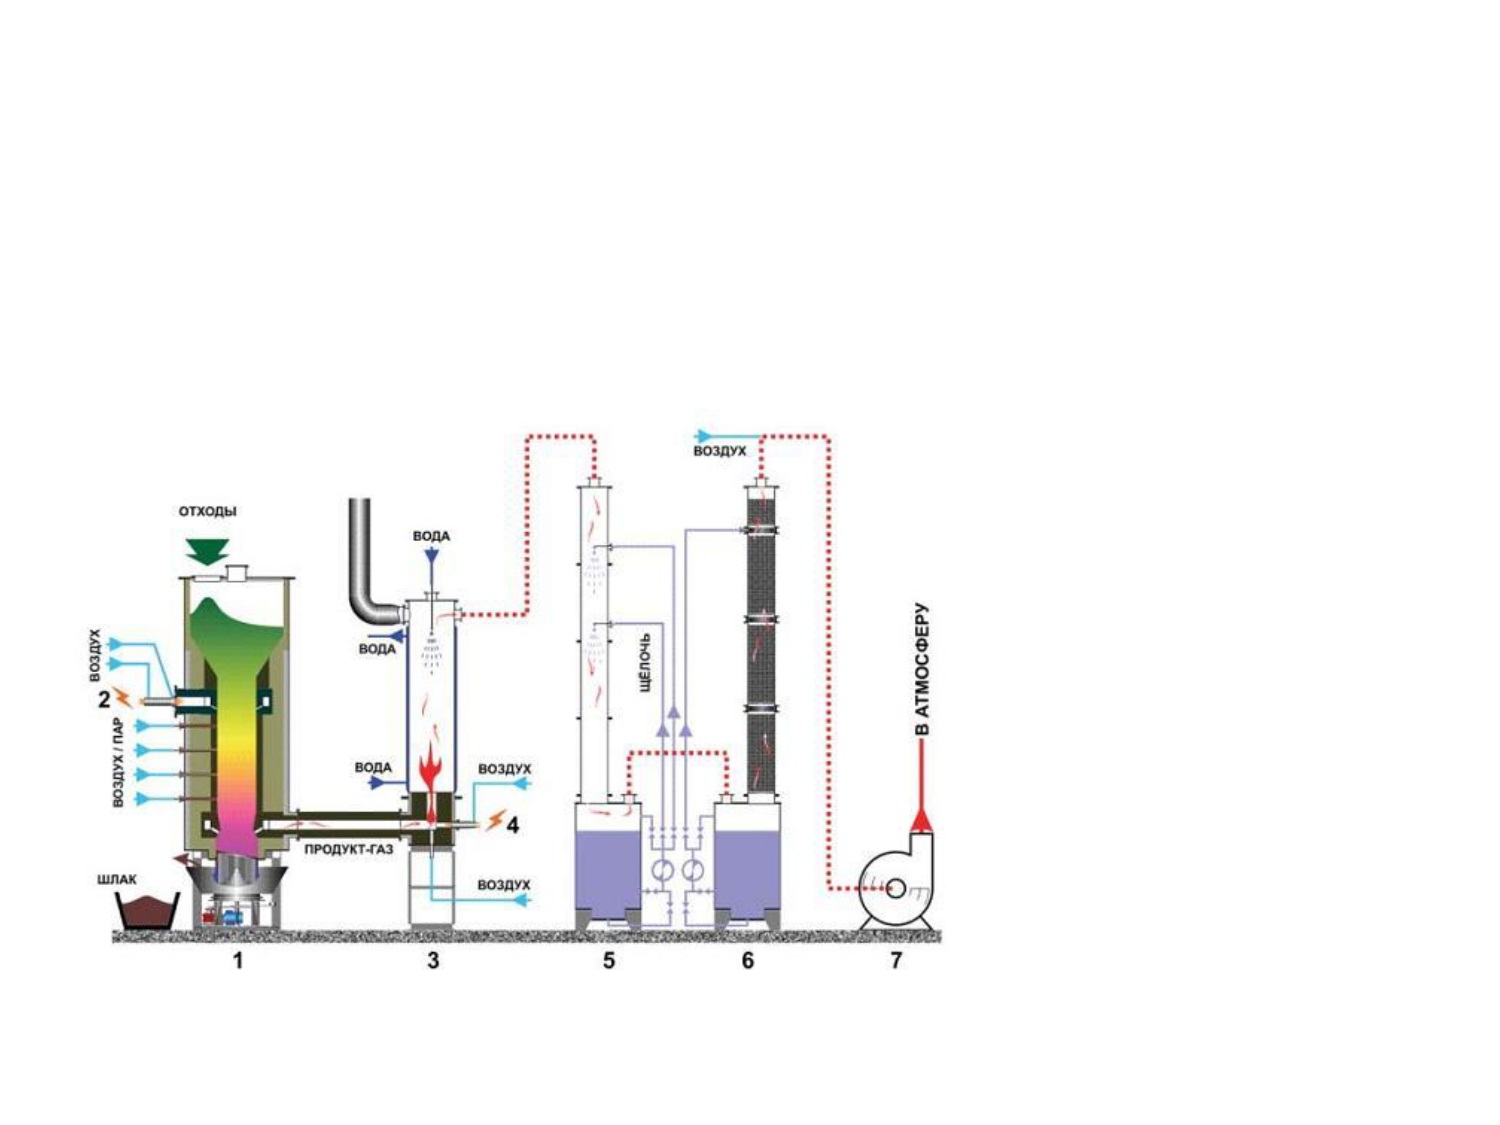 ВОЗДУХ
ОТХОДЫ
ВОДА
ВОЗДУХ
ВОДА
ЩЁЛОЧЬ
2
В АТМОСФЕРУ
ВОЗДУХ / ПАР
ВОДА
ВОЗДУХ
4
ПРОДУКТ-ГАЗ
ШЛАК
ВОЗДУХ
1
3
5
6
7